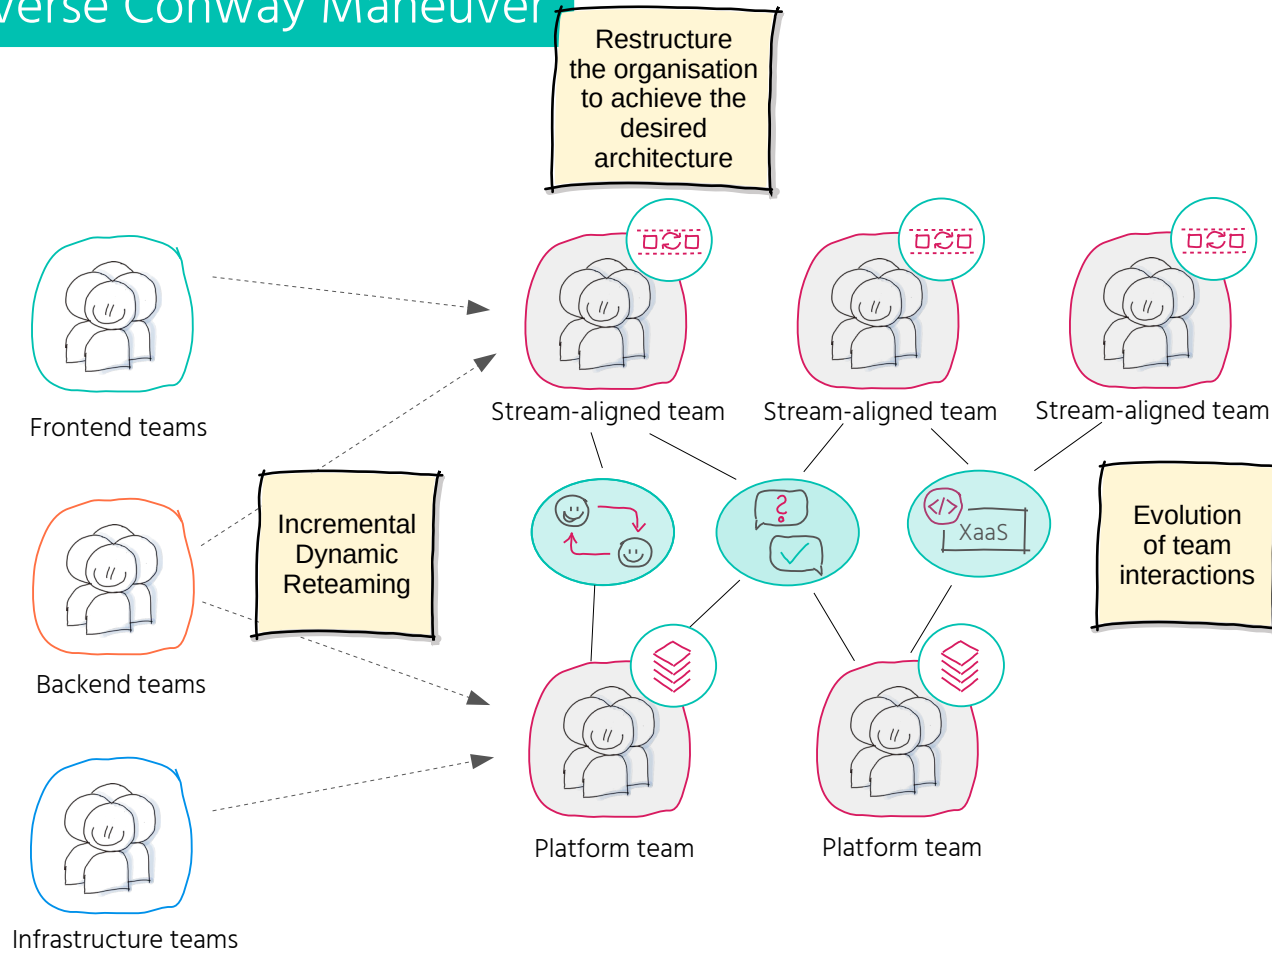 verse Conway Maneuver
Restructure
the organisation
to achieve the
desired
architecture
Frontend teams
Stream-aligned team
Stream-aligned team
Stream-aligned team
Incremental
Dynamic
Reteaming
?
</>
XaaS
Evolution
of team
interactions
Backend teams
Platform team
Platform team
Infrastructure teams